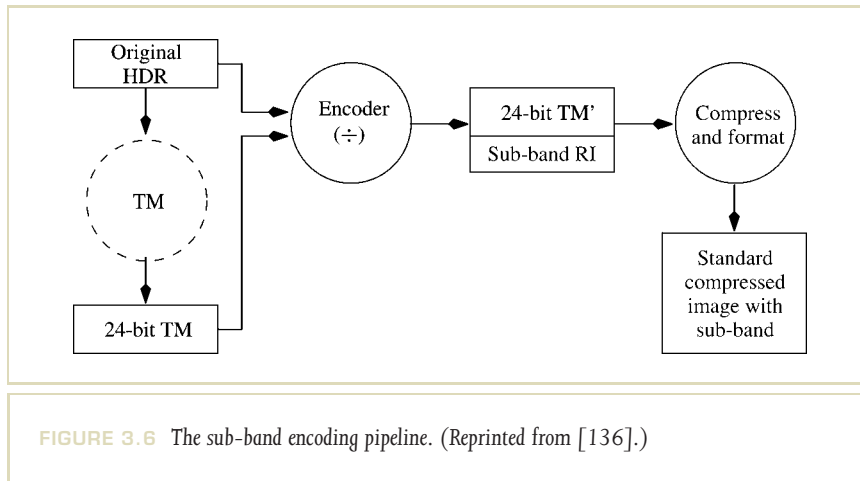 Original
HDR
TM
24-bit TM
Encoder
(÷)
24-bit TM’
Sub-band RI
Compress
and format
Standard
compressed
image with
sub-band
FIGURE 3.6 The sub-band encoding pipeline. (Reprinted from [136].)